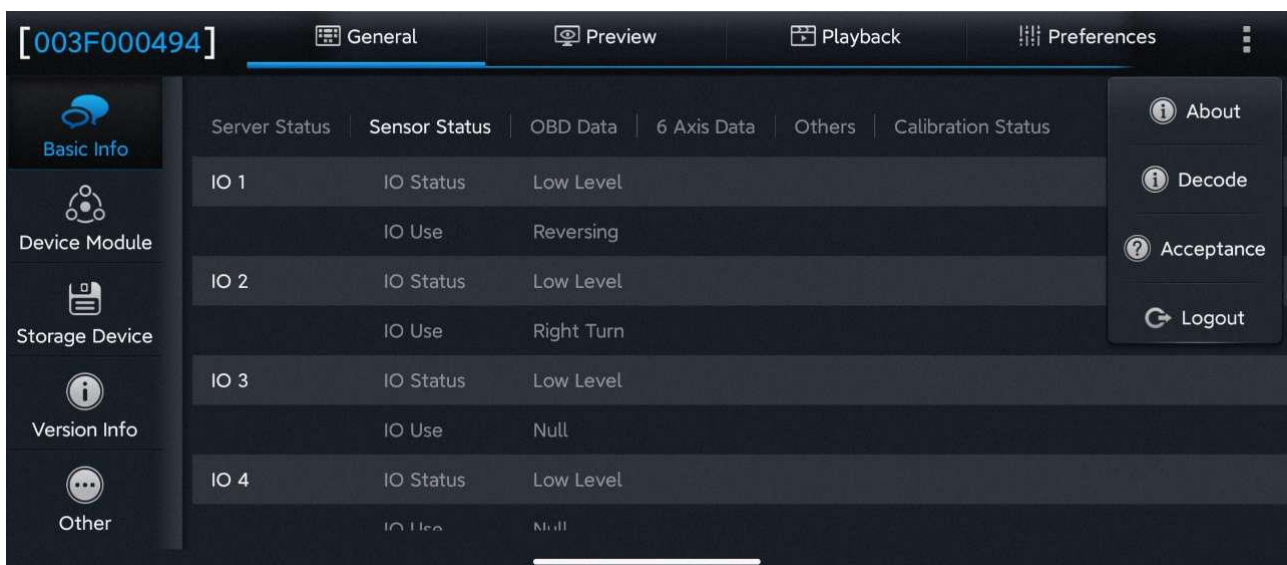 [003F000494] General Preview Playback Preferences
Basic Info
Device Module
Storage Device
Version Info
Other
Server Status Sensor Status OBD Data 6 Axis Data Others Calibration Status
IO 1 IO Status Low Level
IO Use Reversing
IO 2 IO Status Low Level
IO Use Right Turn
IO 3 IO Status Low Level
IO Use Null
IO 4 IO Status Low Level
IO Use Null
About
Decode
Acceptance
Logout